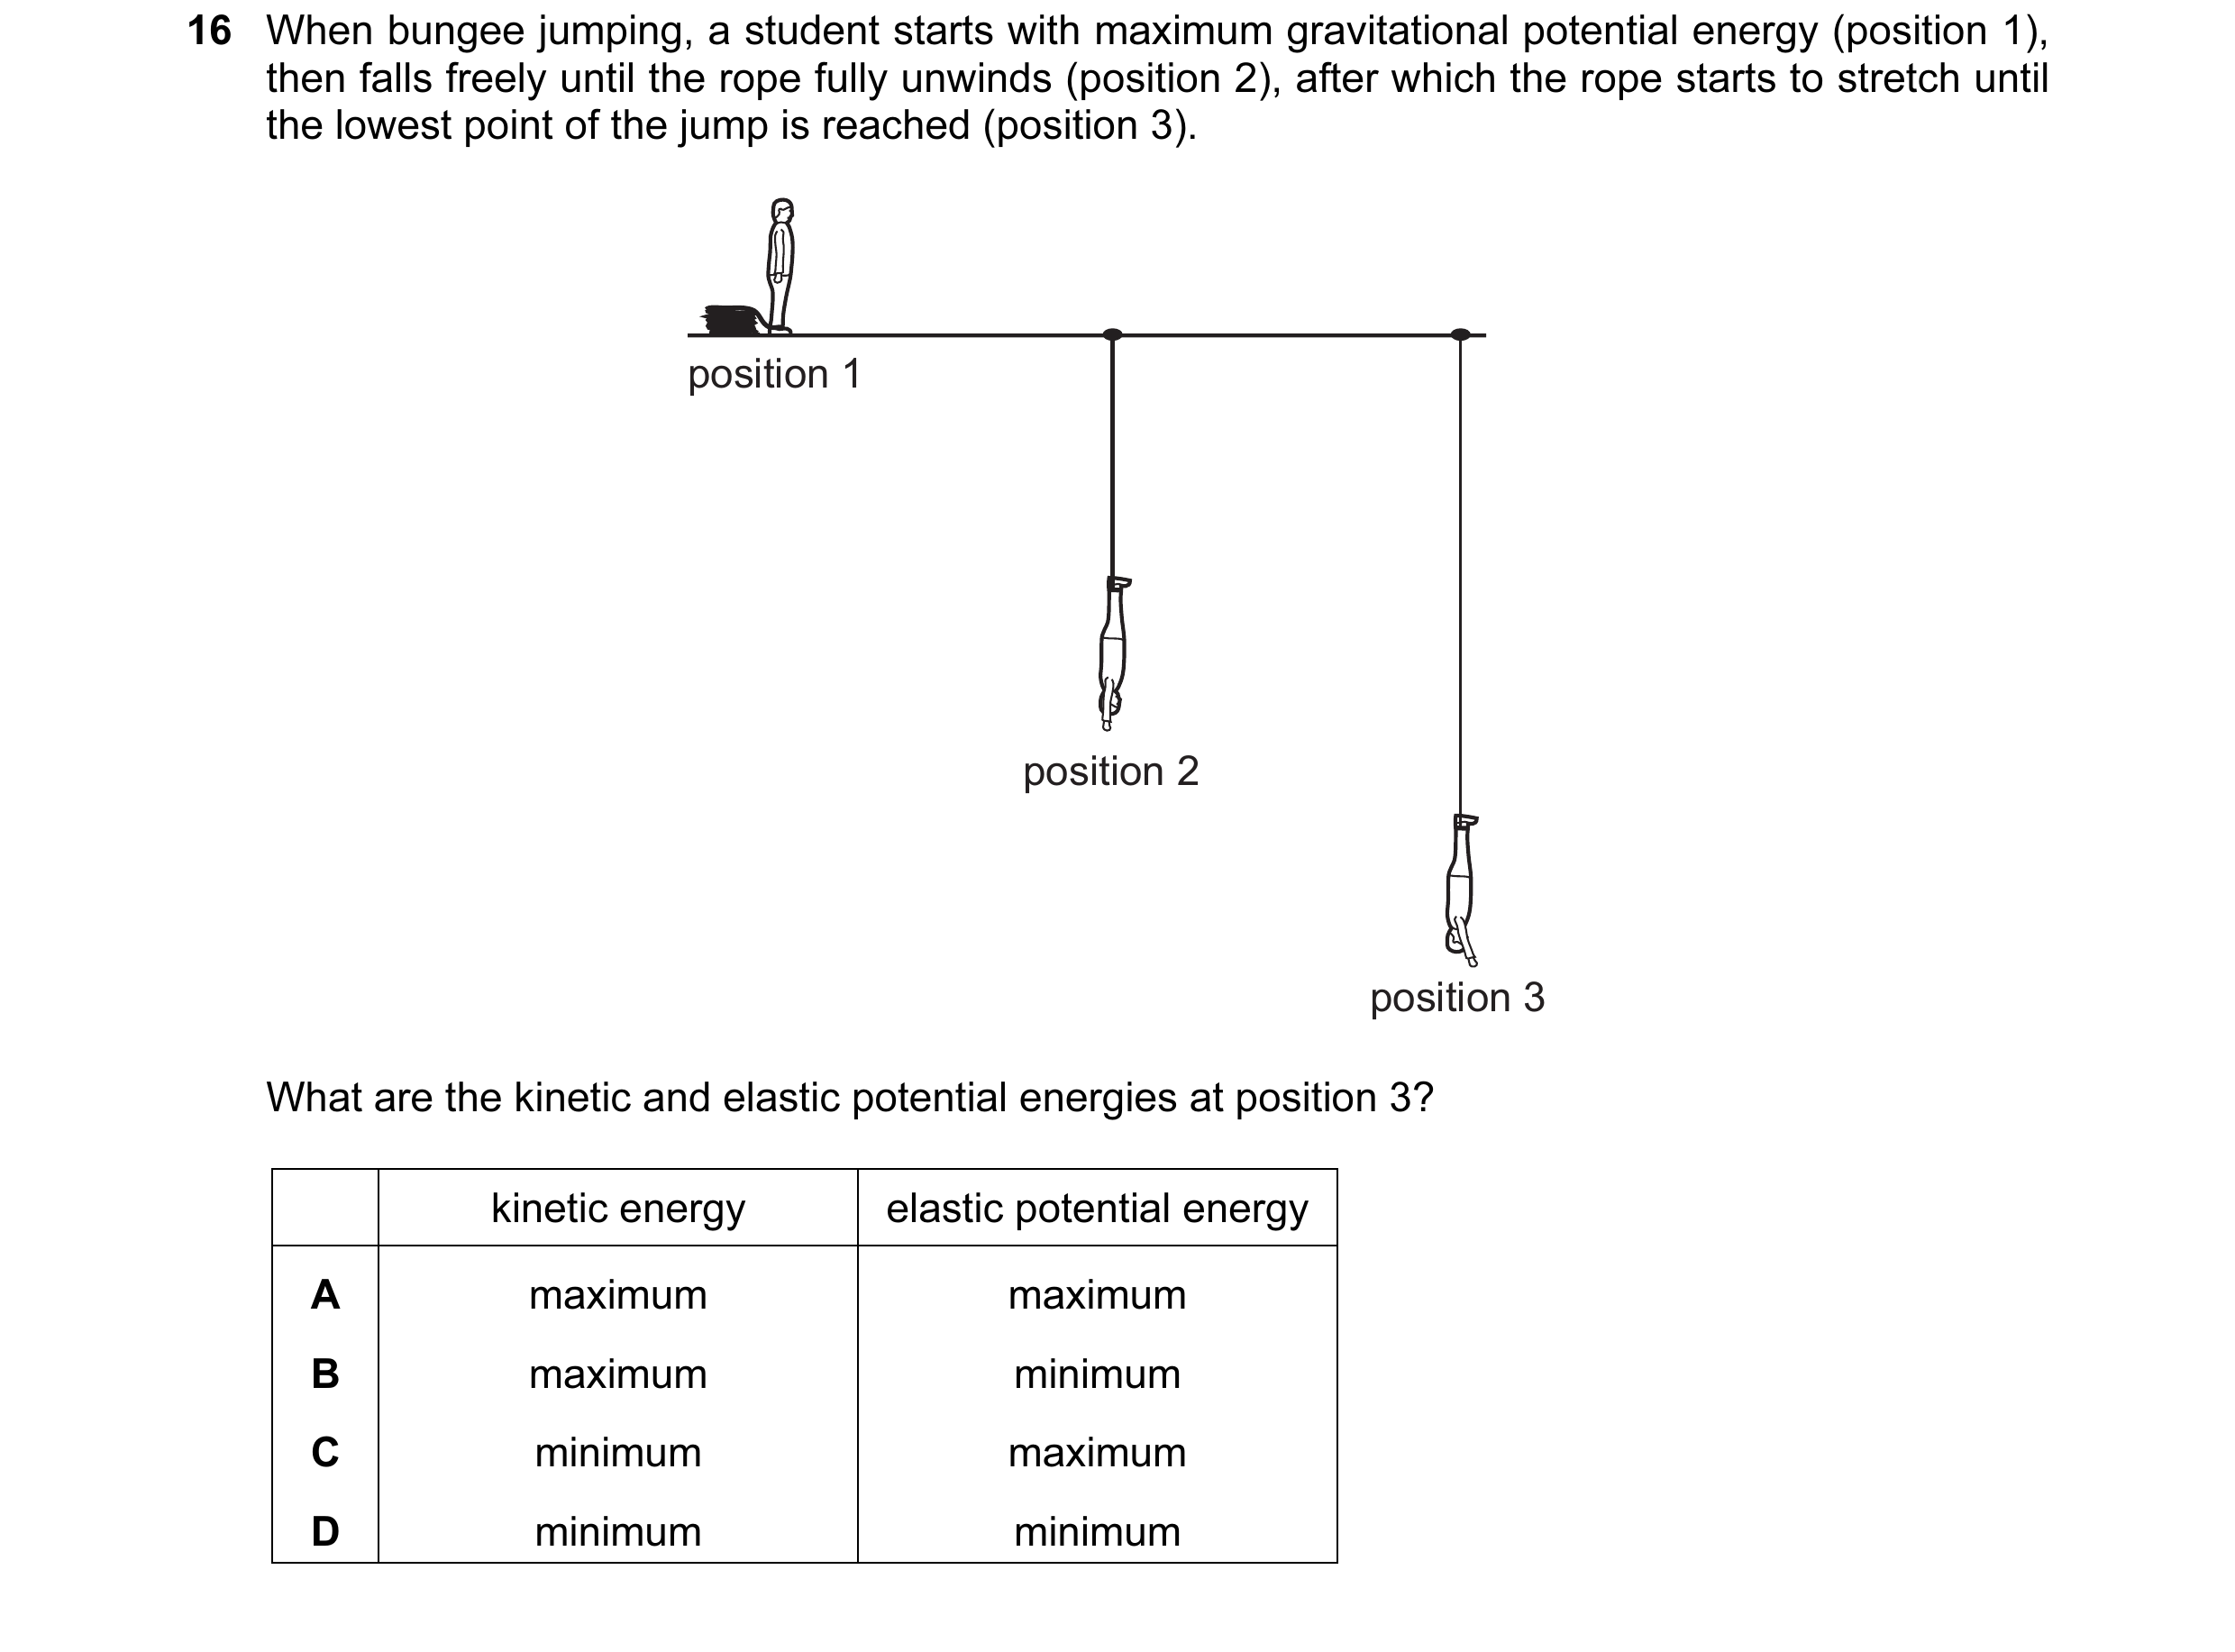 16 When bungee jumping, a student starts with maximum gravitational potential energy (position 1),
then falls freely until the rope fully unwinds (position 2), after which the rope starts to stretch until
the lowest point of the jump is reached (position 3).
position 1
position 2
position 3
What are the kinetic and elastic potential energies at position 3?
kinetic energy elastic potential energy
A maximum maximum
B maximum minimum
C minimum maximum
D minimum minimum